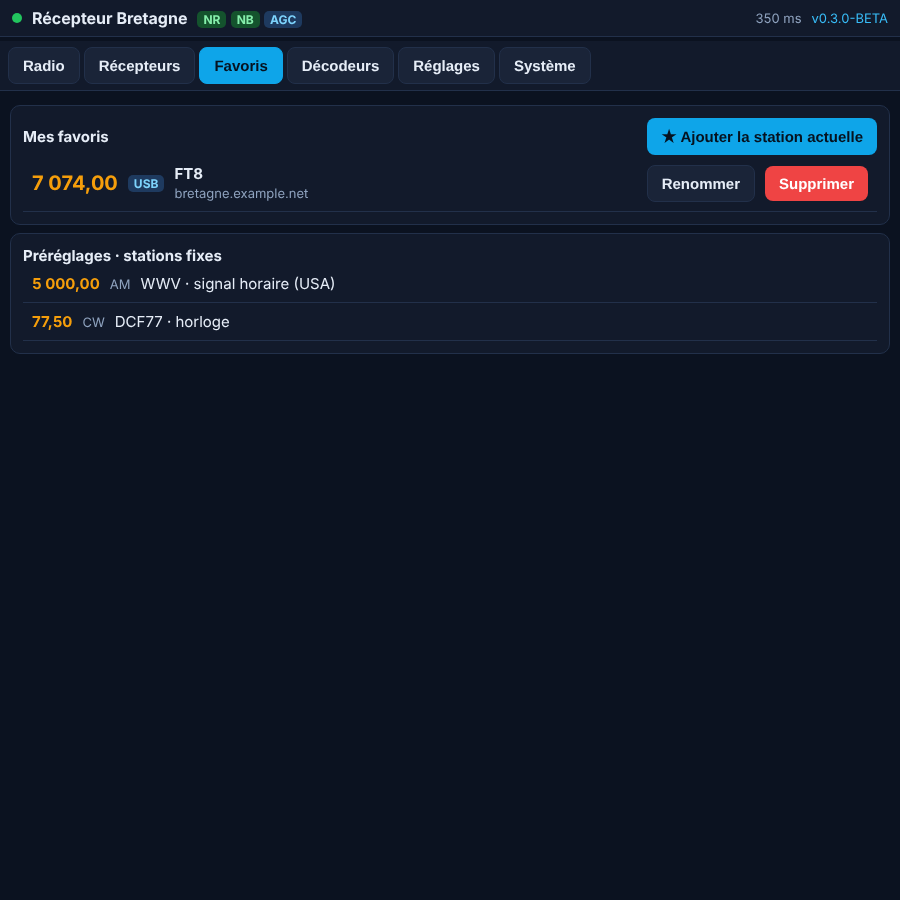 Récepteur Bretagne NR NB AGC 350 ms v0.3.0-BETA
Radio Récepteurs Favoris Décodeurs Réglages Système
Mes favoris ★ Ajouter la station actuelle
7 074,00 USB FT8 Renommer Supprimer
bretagne.example.net
Préréglages · stations fixes
5 000,00 AM WWV · signal horaire (USA)
77,50 CW DCF77 · horloge